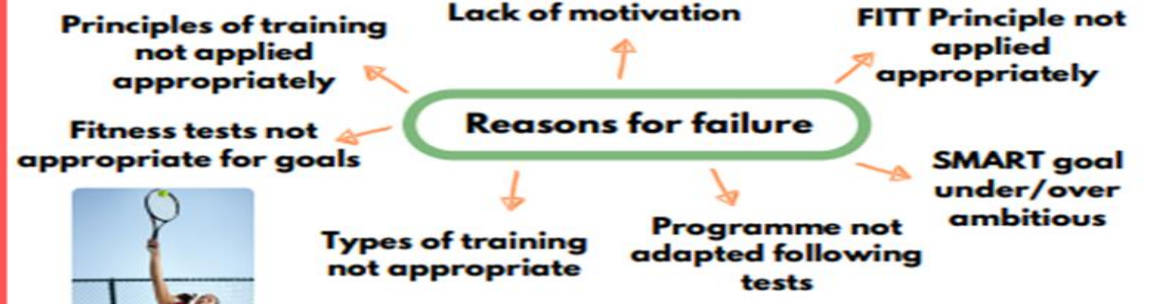 Principles of training
not applied
appropriately
Lack of motivation
FITT Principle not
applied
appropriately
Reasons for failure
Fitness tests not
appropriate for goals
SMART goal
under/over
ambitious
Types of training
not appropriate
Programme not
adapted following
tests